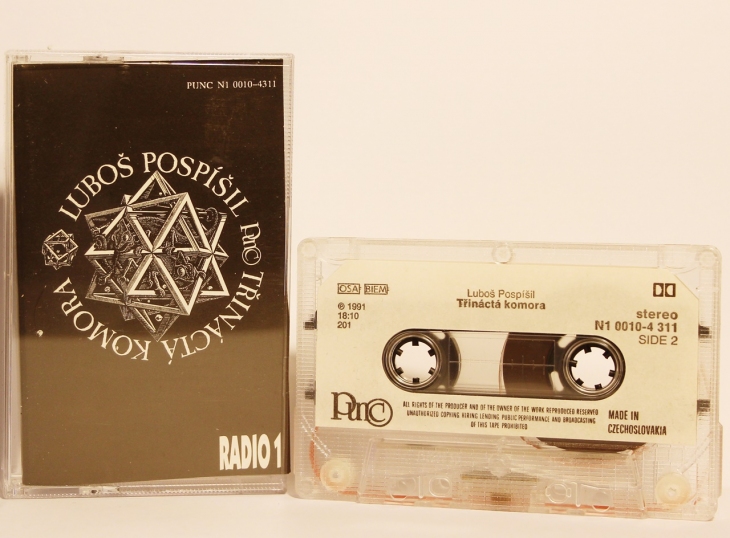 PUNC N1 0010-4311
LUBOŠ POSPÍŠIL
Punc
TŘINÁCTÁ KOMORA
RADIO 1
OSA BIEM
Luboš Pospíšil
Třináctá komora
℗ 1991
18:10
201
stereo
N1 0010-4 311
SIDE 2
Punc
ALL RIGHTS OF THE PRODUCER AND OF THE OWNER OF THE WORK REPRODUCED RESERVED
UNAUTHORIZED COPYING HIRING LENDING PUBLIC PERFORMANCE AND BROADCASTING
OF THIS TAPE PROHIBITED
MADE IN
CZECHOSLOVAKIA